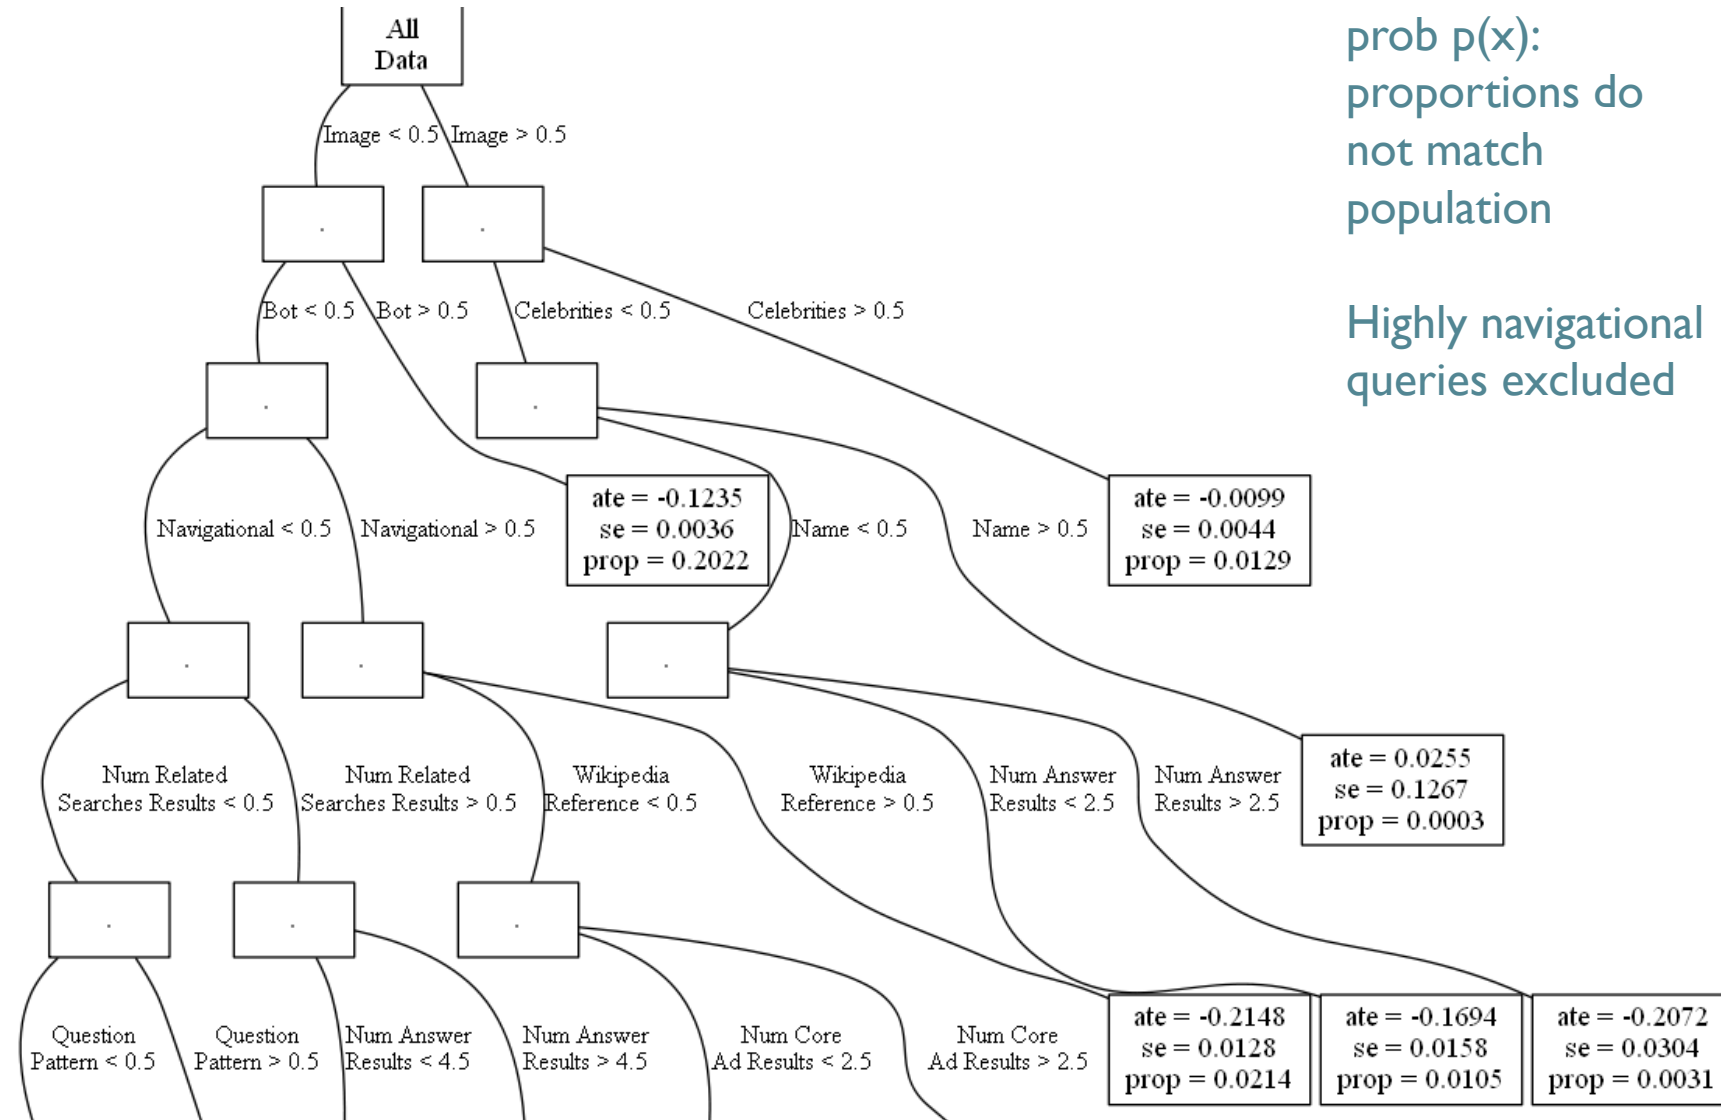 All
Data
prob p(x):
proportions do
not match
population
Highly navigational
queries excluded
Image < 0.5
Image > 0.5
Bot < 0.5
Bot > 0.5
Celebrities < 0.5
Celebrities > 0.5
Navigational < 0.5
Navigational > 0.5
ate = -0.1235
se = 0.0036
prop = 0.2022
Name < 0.5
Name > 0.5
ate = -0.0099
se = 0.0044
prop = 0.0129
Num Related
Searches Results < 0.5
Num Related
Searches Results > 0.5
Wikipedia
Reference < 0.5
Wikipedia
Reference > 0.5
Num Answer
Results < 2.5
Num Answer
Results > 2.5
ate = 0.0255
se = 0.1267
prop = 0.0003
Question
Pattern < 0.5
Question
Pattern > 0.5
Num Answer
Results < 4.5
Num Answer
Results > 4.5
Num Core
Ad Results < 2.5
Num Core
Ad Results > 2.5
ate = -0.2148
se = 0.0128
prop = 0.0214
ate = -0.1694
se = 0.0158
prop = 0.0105
ate = -0.2072
se = 0.0304
prop = 0.0031